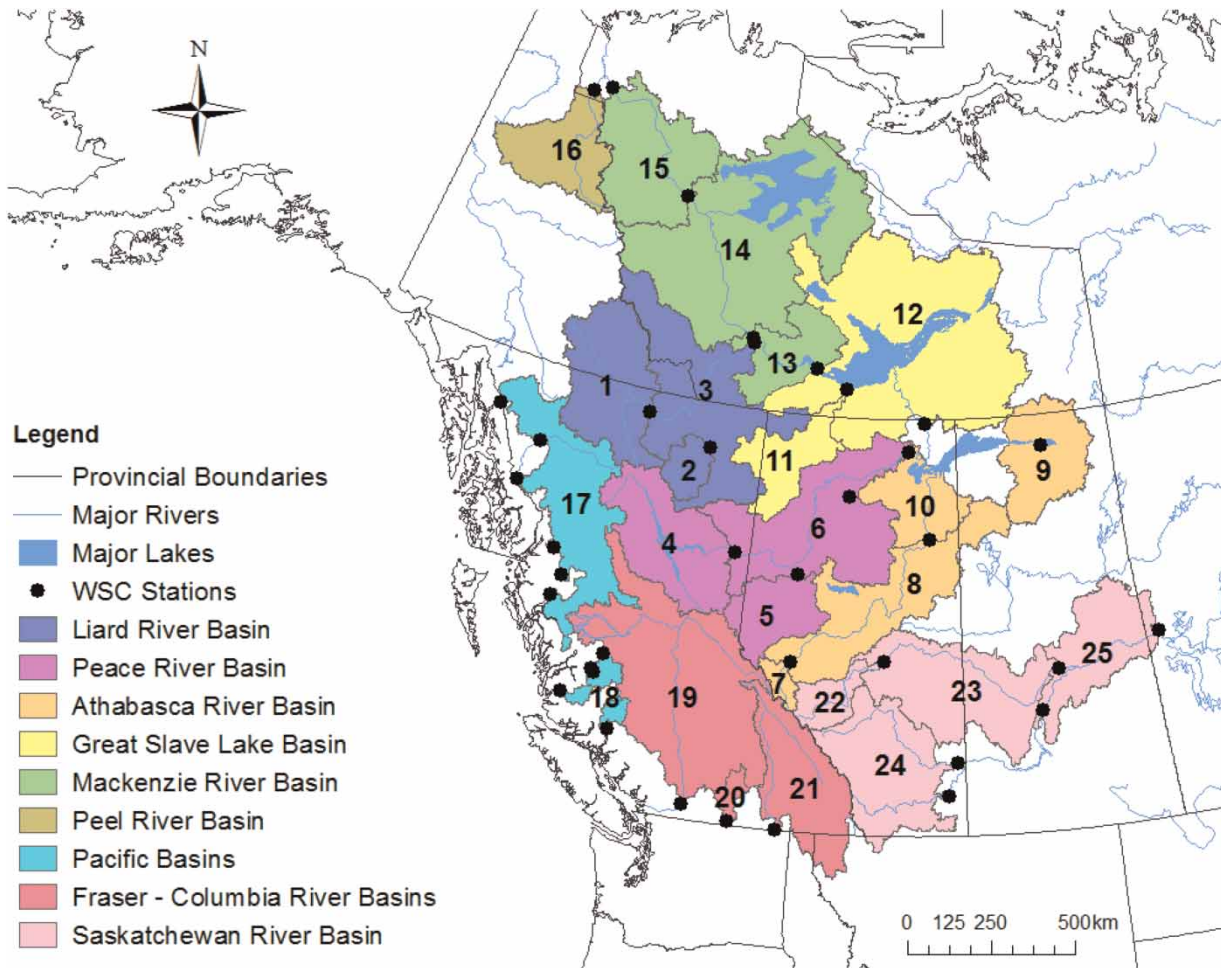 N
16
15
14
12
13
1
3
2
11
9
17
10
6
4
8
5
25
7
18
19
22
23
24
20
21
Legend
Provincial Boundaries
Major Rivers
Major Lakes
WSC Stations
Liard River Basin
Peace River Basin
Athabasca River Basin
Great Slave Lake Basin
Mackenzie River Basin
Peel River Basin
Pacific Basins
Fraser - Columbia River Basins
Saskatchewan River Basin
0 125 250 500km